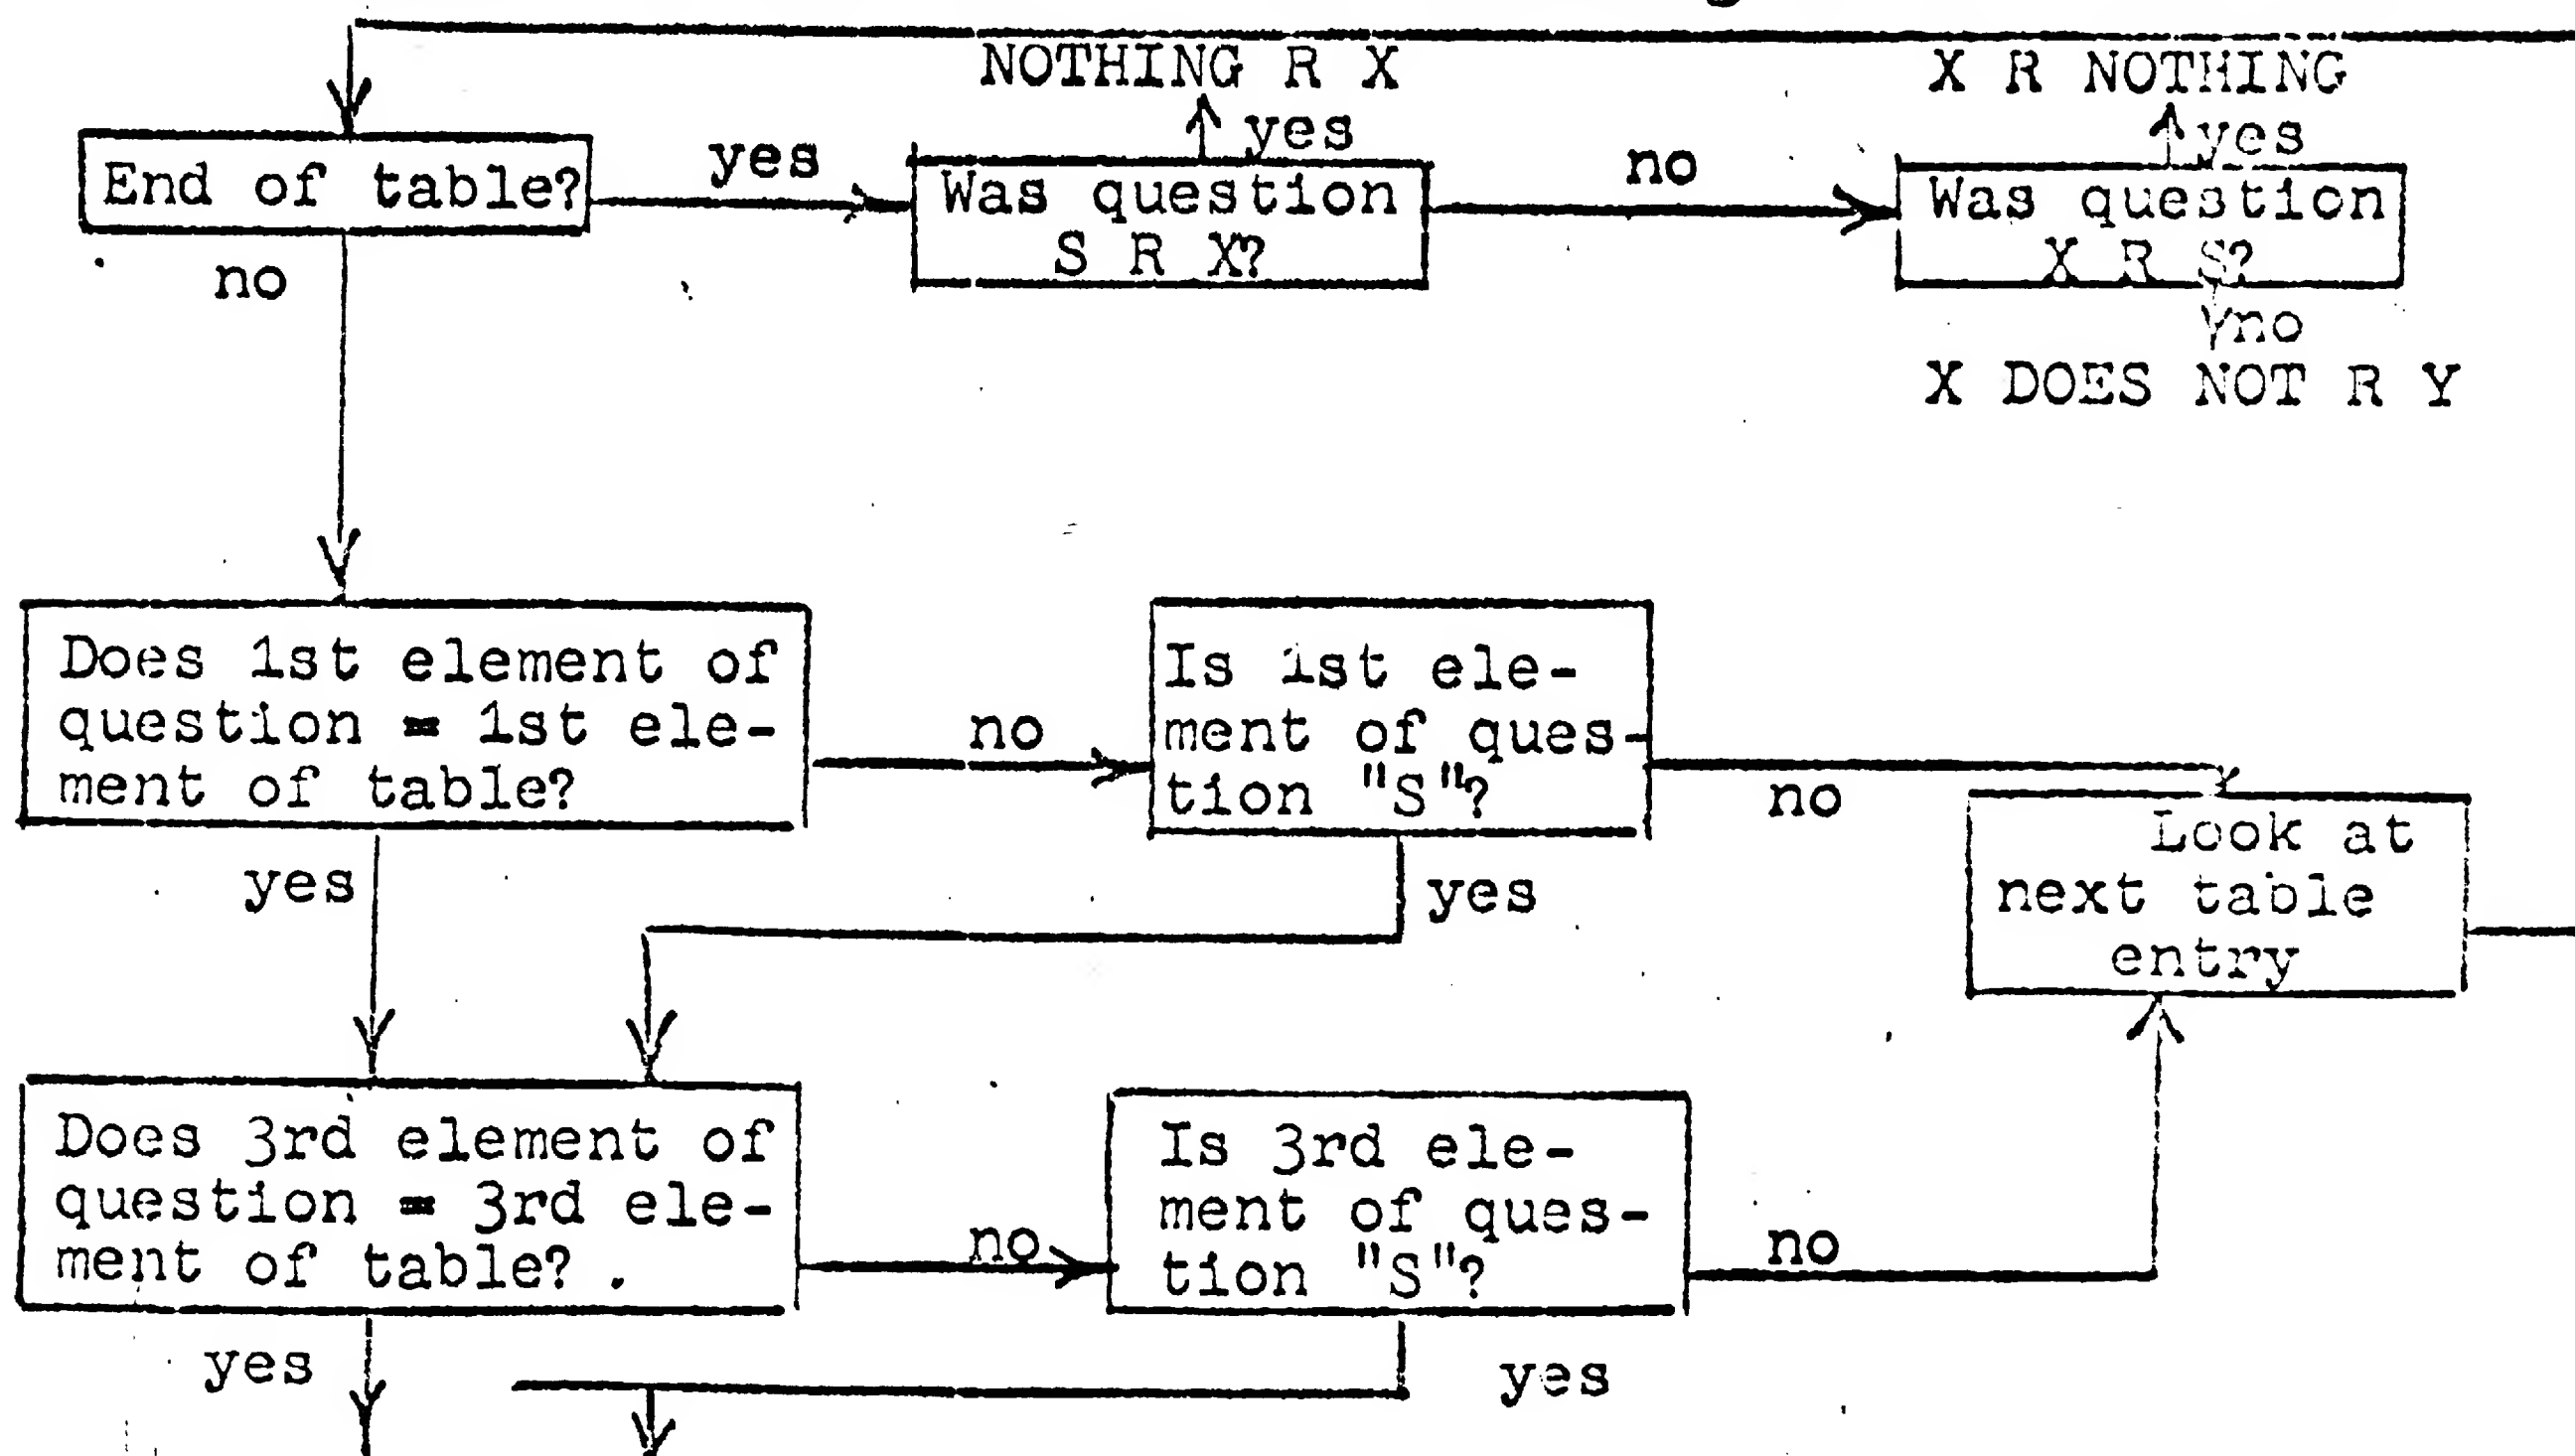 NOTHING R X
X R NOTHING
yes
yes
End of table?
yes
Was question
S R X?
no
Was question
X R S?
no
no
X DOES NOT R Y
Does 1st element of
question = 1st ele-
ment of table?
no
Is 1st ele-
ment of ques-
tion "S"?
no
Look at
next table
entry
yes
yes
Does 3rd element of
question = 3rd ele-
ment of table? .
no
Is 3rd ele-
ment of ques-
tion "S"?
no
yes
yes